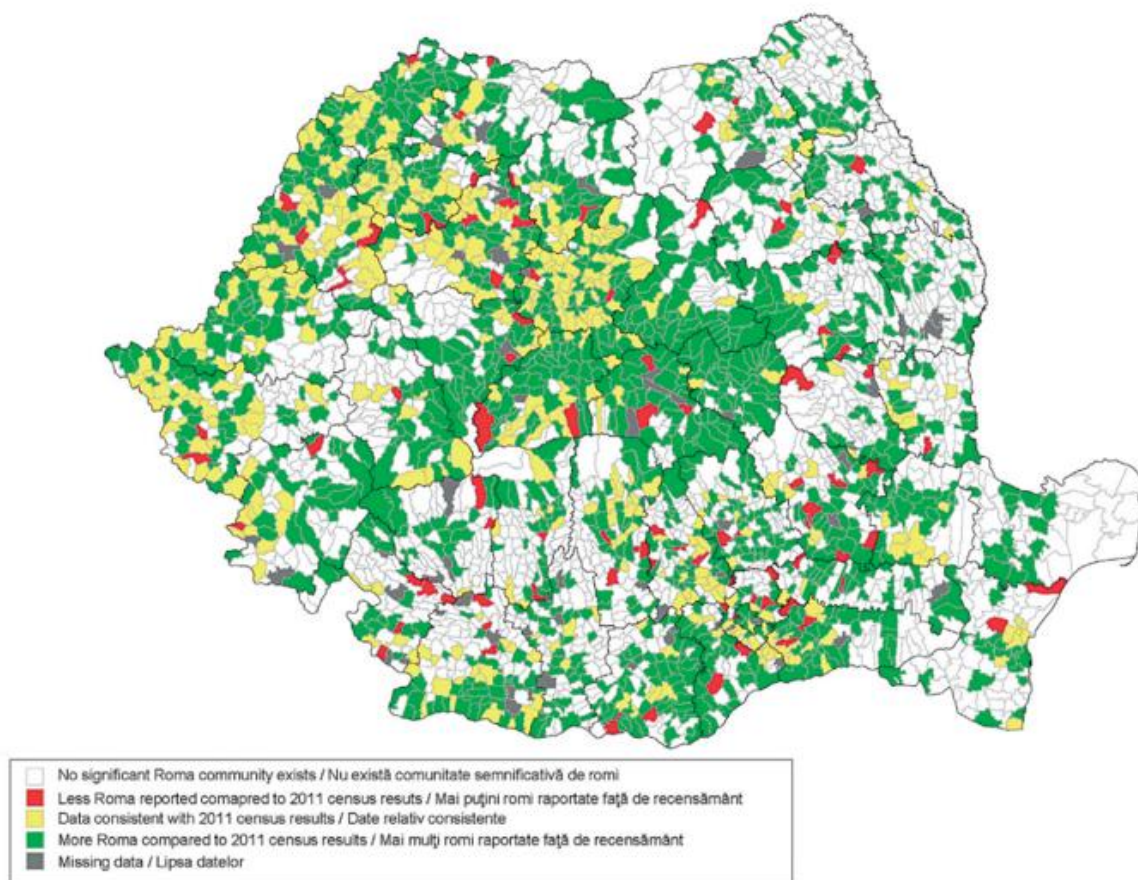 No significant Roma community exists / Nu există comunitate semnificativă de romi
Less Roma reported comapred to 2011 census resuts / Mai puţini romi raportate faţă de recensământ
Data consistent with 2011 census results / Date relativ consistente
More Roma compared to 2011 census results / Mai mulţi romi raportate faţă de recensământ
Missing data / Lipsa datelor